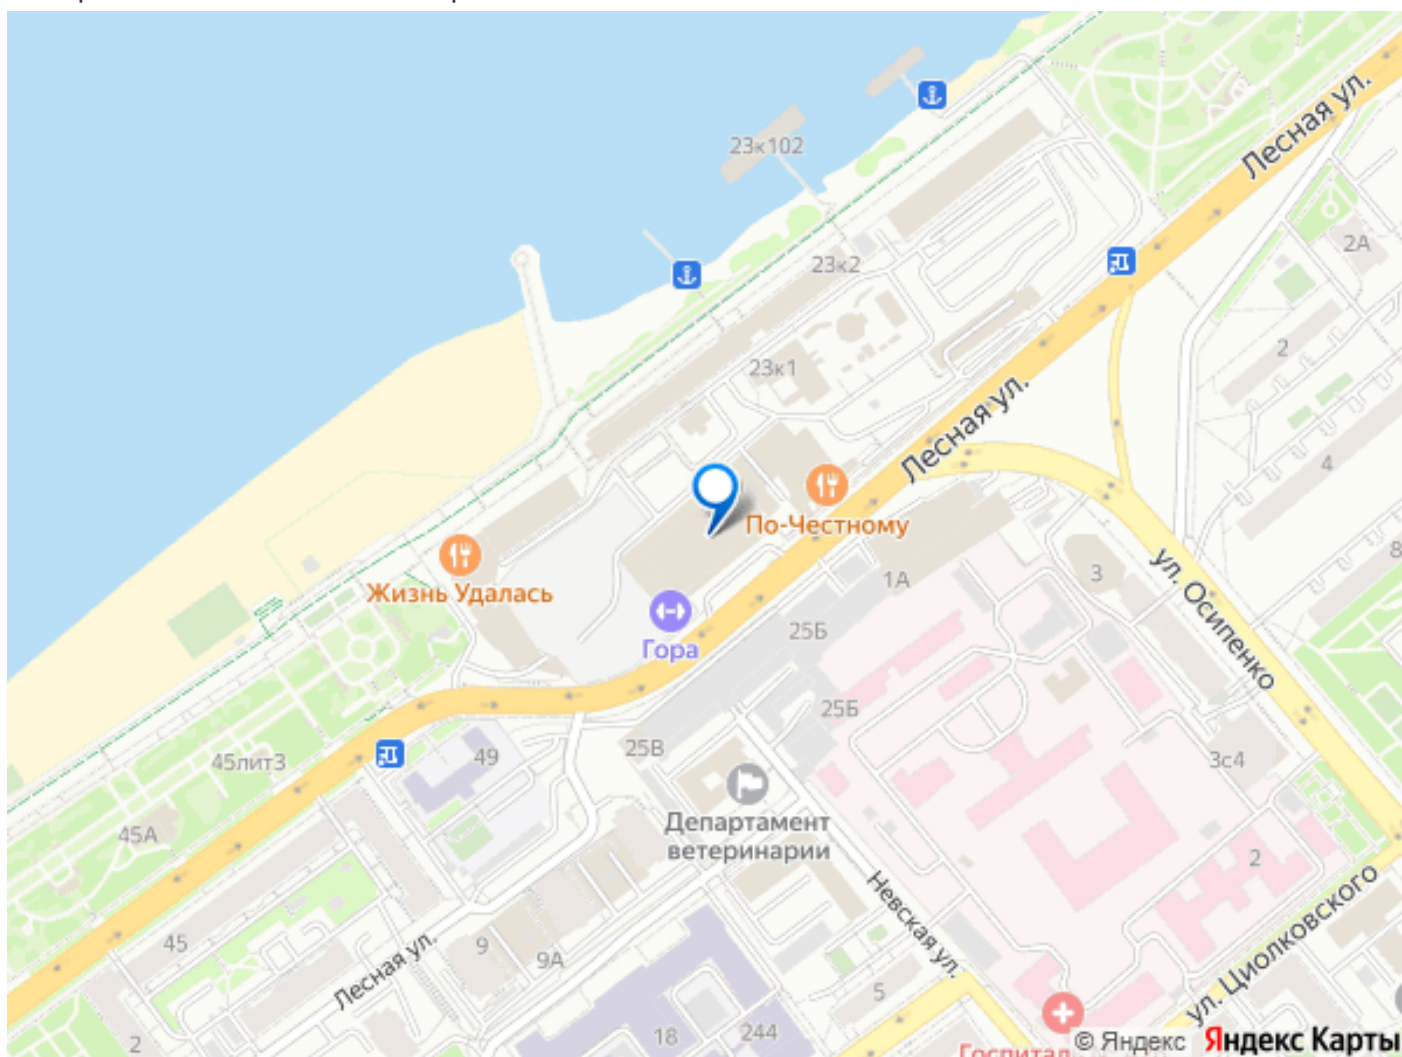 Лесная ул.
23к102
2А
23к2
2
23к1
Лесная ул.
4
По-Честному
8
ул. Осипенко
Жизнь Удалась
1А
3
Гора
25Б
25Б
25В
49
45лит3
3с4
Департамент
ветеринарии
45А
2
Невская ул.
ул. Циолковского
45
9
9А
Лесная ул.
5
18
244
2
Госпитал
© Яндекс Яндекс Карты